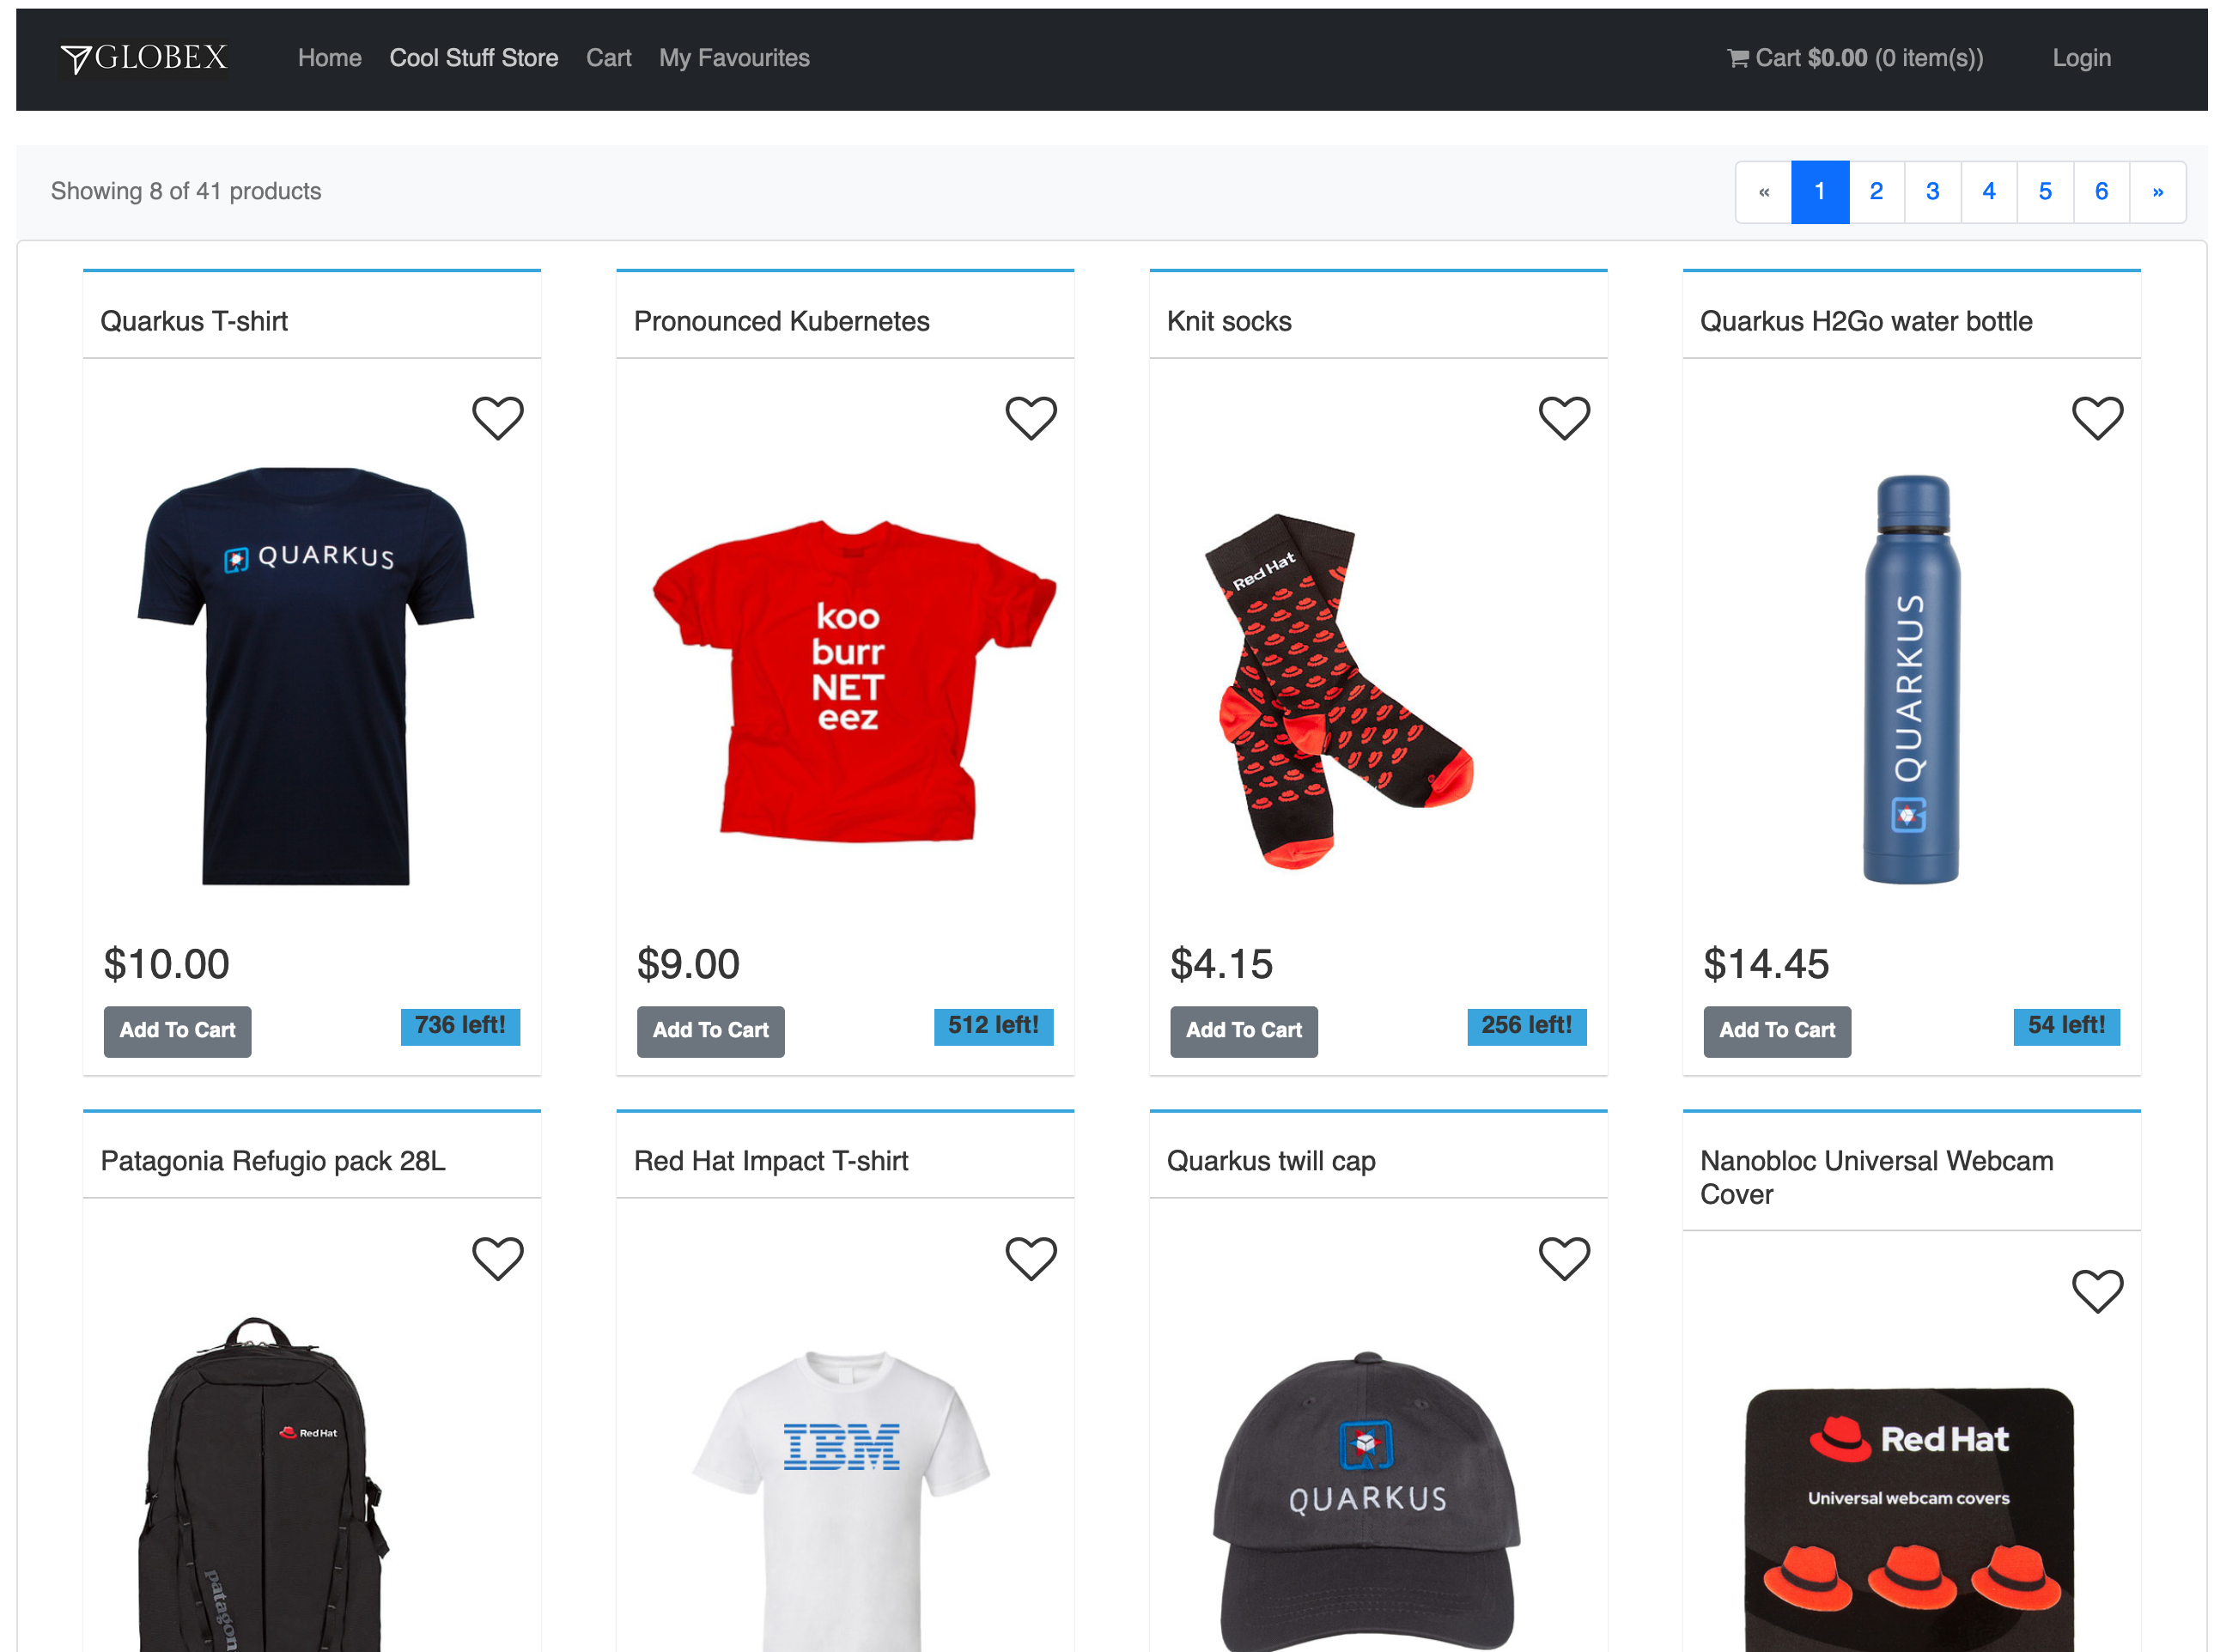 GLOBEX Home Cool Stuff Store Cart My Favourites Cart $0.00 (0 item(s)) Login
Showing 8 of 41 products
« 1 2 3 4 5 6 »
Quarkus T-shirt
QUARKUS
$10.00
Add To Cart 736 left!
Pronounced Kubernetes
koo
burr
NET
eez
$9.00
Add To Cart 512 left!
Knit socks
Red Hat
$4.15
Add To Cart 256 left!
Quarkus H2Go water bottle
QUARKUS
$14.45
Add To Cart 54 left!
Patagonia Refugio pack 28L
Red Hat
patagon
Red Hat Impact T-shirt
IBM
Quarkus twill cap
QUARKUS
Nanobloc Universal Webcam
Cover
Red Hat
Universal webcam covers